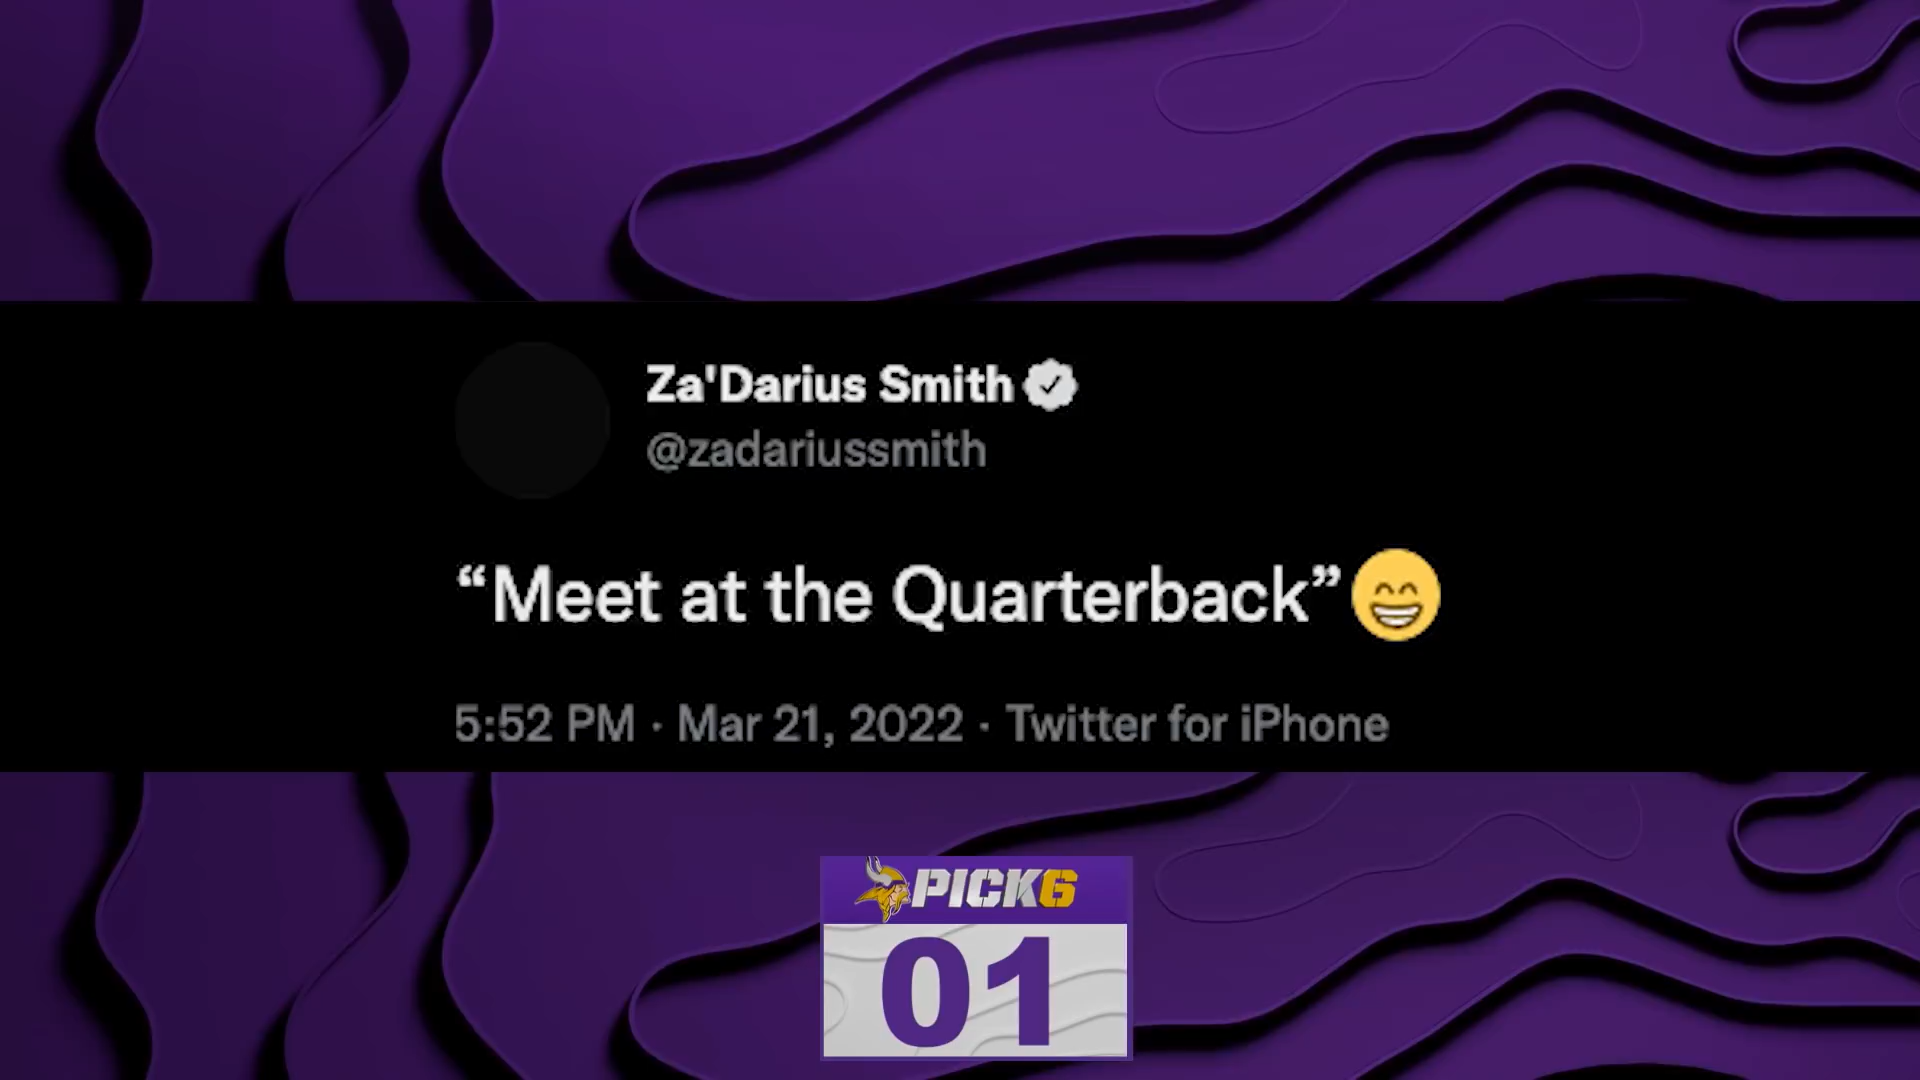 Za'Darius Smith
@zadariussmith
“Meet at the Quarterback”😁
5:52 PM · Mar 21, 2022 · Twitter for iPhone
PICK6
01